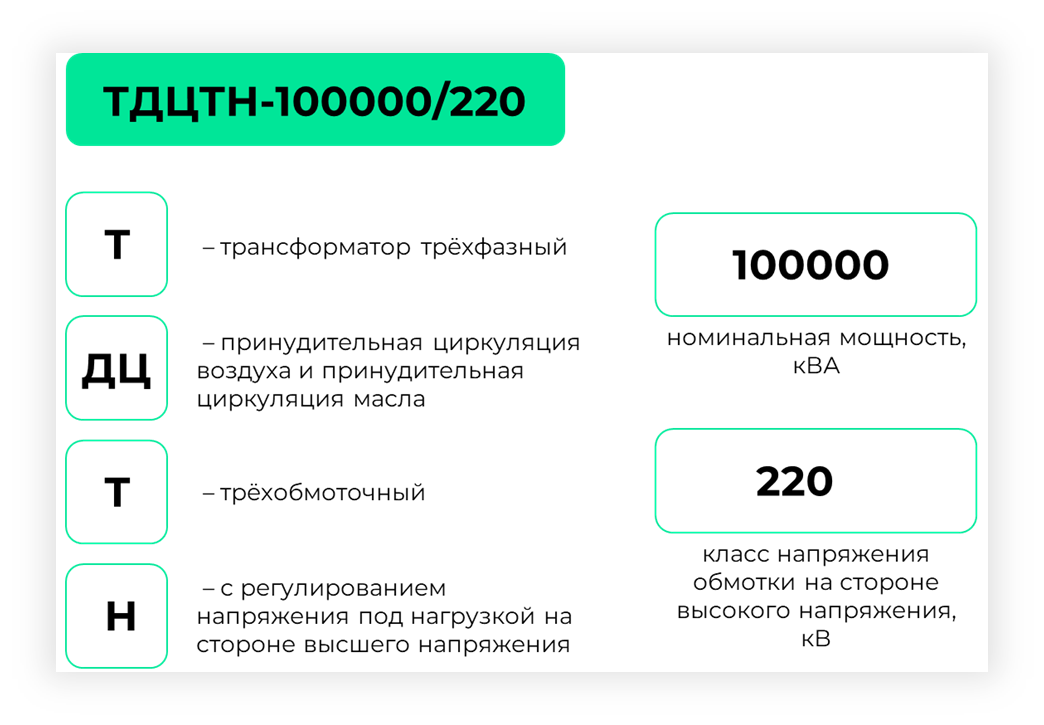 ТДЦТН-100000/220
Т
– трансформатор трёхфазный
ДЦ
– принудительная циркуляция
воздуха и принудительная
циркуляция масла
Т
– трёхобмоточный
Н
– с регулированием
напряжения под нагрузкой на
стороне высшего напряжения
100000
номинальная мощность,
кВА
220
класс напряжения
обмотки на стороне
высокого напряжения,
кВ